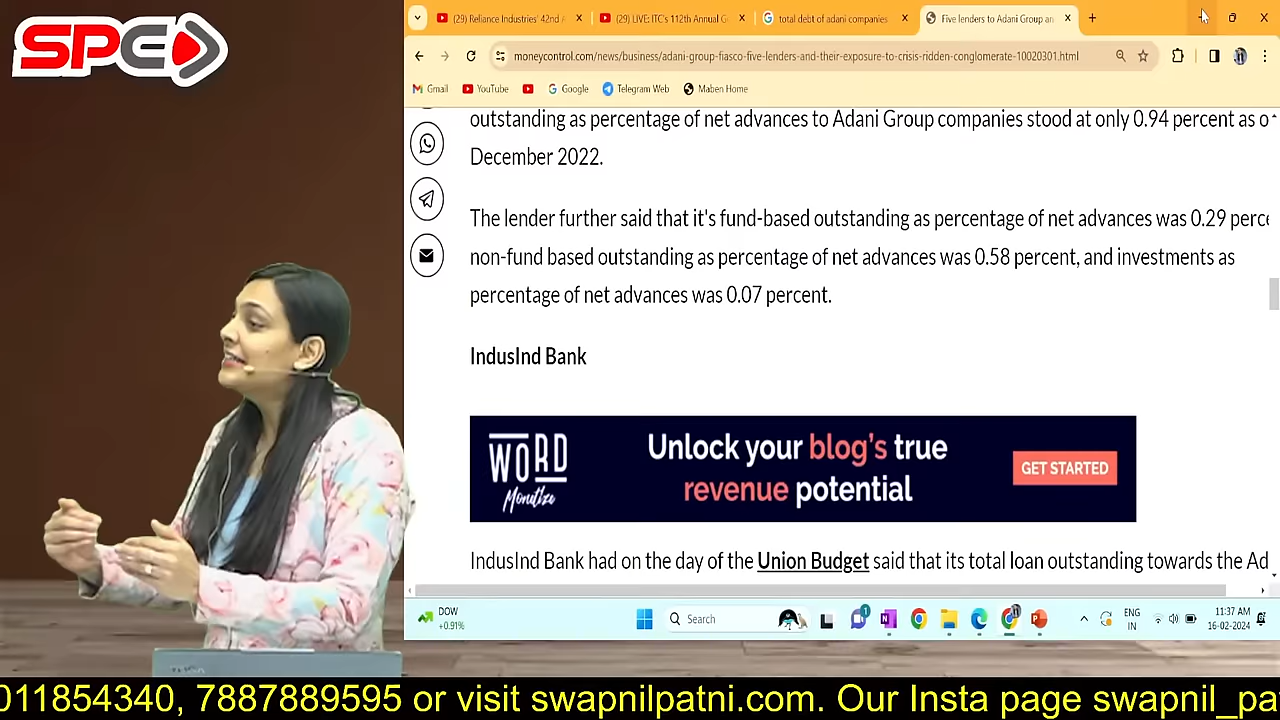 SPC
(29) Reliance Industries' 42nd A
(29) LIVE: ITC's 112th Annual G
total debt of adani companies
Five lenders to Adani Group an
moneycontrol.com/news/business/adani-group-fiasco-five-lenders-and-their-exposure-to-crisis-ridden-conglomerate-10020301.html
Gmail YouTube Google Telegram Web Maben Home
outstanding as percentage of net advances to Adani Group companies stood at only 0.94 percent as o
December 2022.
The lender further said that it's fund-based outstanding as percentage of net advances was 0.29 perce
non-fund based outstanding as percentage of net advances was 0.58 percent, and investments as
percentage of net advances was 0.07 percent.
IndusInd Bank
WORD
Monetize
Unlock your blog's true
revenue potential
GET STARTED
IndusInd Bank had on the day of the Union Budget said that its total loan outstanding towards the Ad
DOW
+0.91%
Search
1
ENG
IN
11:37 AM
16-02-2024
011854340, 7887889595 or visit swapnilpatni.com. Our Insta page swapnil_pa